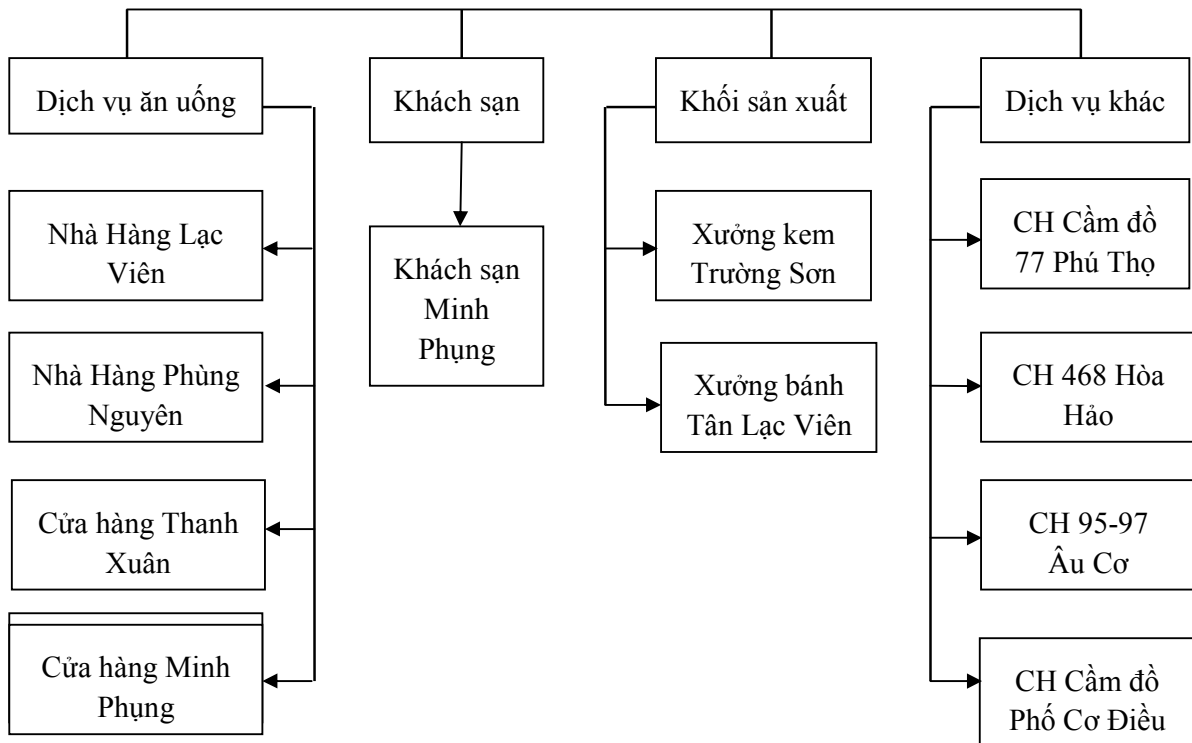 Dịch vụ ăn uống
Khách sạn
Khối sản xuất
Dịch vụ khác
Nhà Hàng Lạc
Viên
Nhà Hàng Phùng
Nguyên
Cửa hàng Thanh
Xuân
Cửa hàng Minh
Phụng
Khách sạn
Minh
Phụng
Xưởng kem
Trường Sơn
Xưởng bánh
Tân Lạc Viên
CH Cầm đồ
77 Phú Thọ
CH 468 Hòa
Hảo
CH 95-97
Âu Cơ
CH Cầm đồ
Phố Cơ Điều